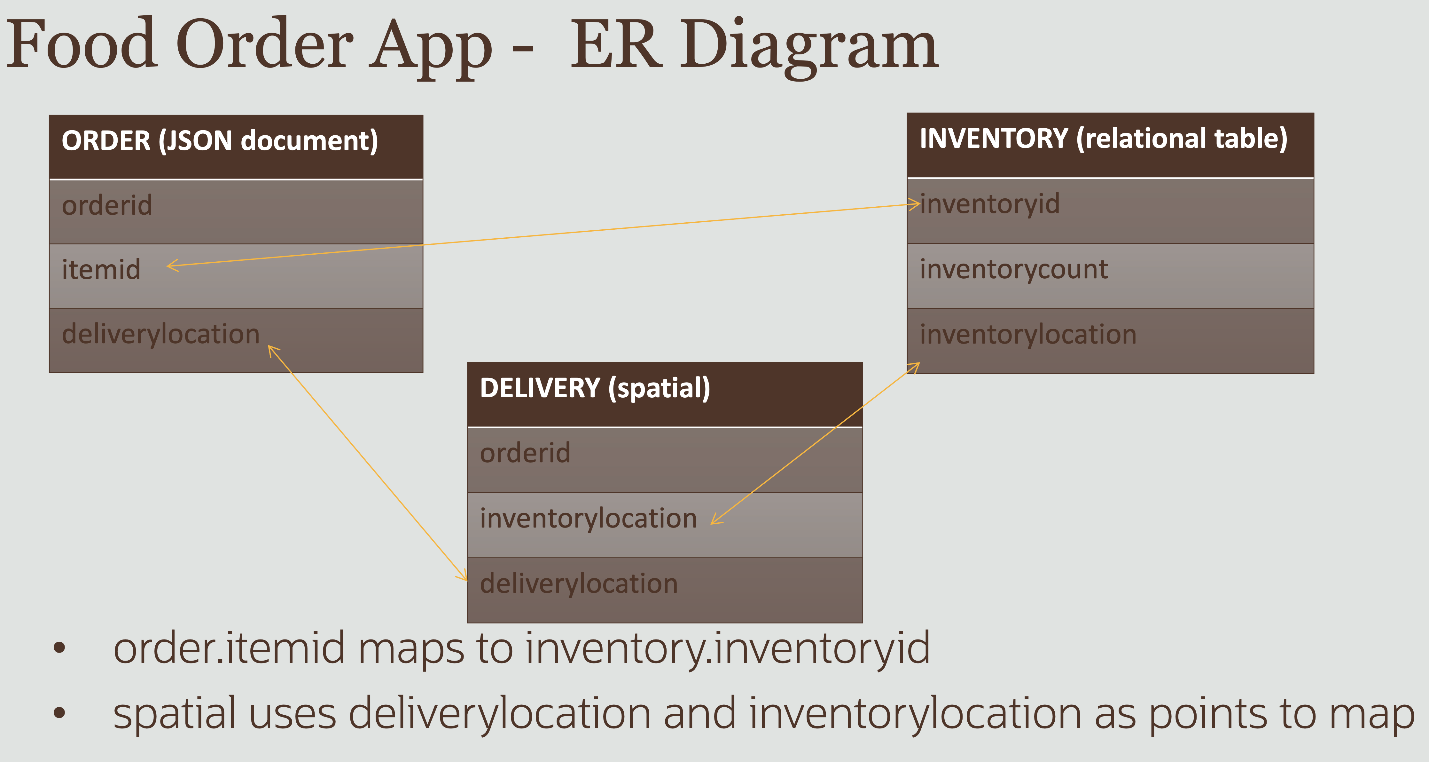 Food Order App - ER Diagram
ORDER (JSON document)
orderid
itemid
deliverylocation
INVENTORY (relational table)
inventoryid
inventorycount
inventorylocation
DELIVERY (spatial)
orderid
inventorylocation
deliverylocation
• order.itemid maps to inventory.inventoryid
• spatial uses deliverylocation and inventorylocation as points to map